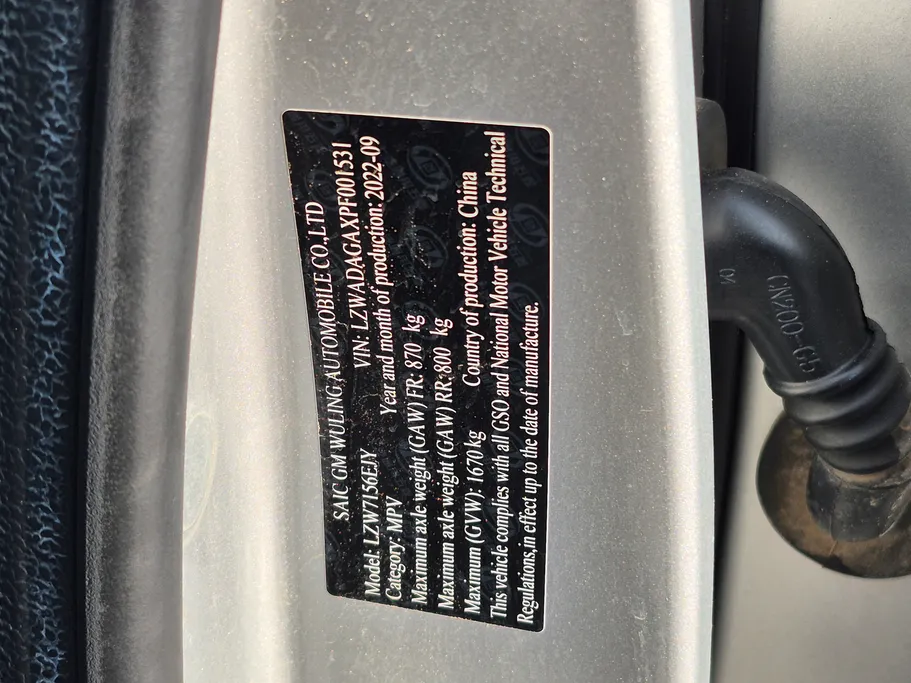 SAIC GM WULING AUTOMOBILE CO.,LTD
Model: LZW7156EJY VIN: LZWADAGAXPF001531
Category: MPV Year and month of production: 2022-09
Maximum axle weight (GAW) FR: 870 kg
Maximum axle weight (GAW) RR: 800 kg
Maximum (GVW): 1670 kg Country of production: China
This vehicle complies with all GSO and National Motor Vehicle Technical
Regulations,in effect up to the date of manufacture.